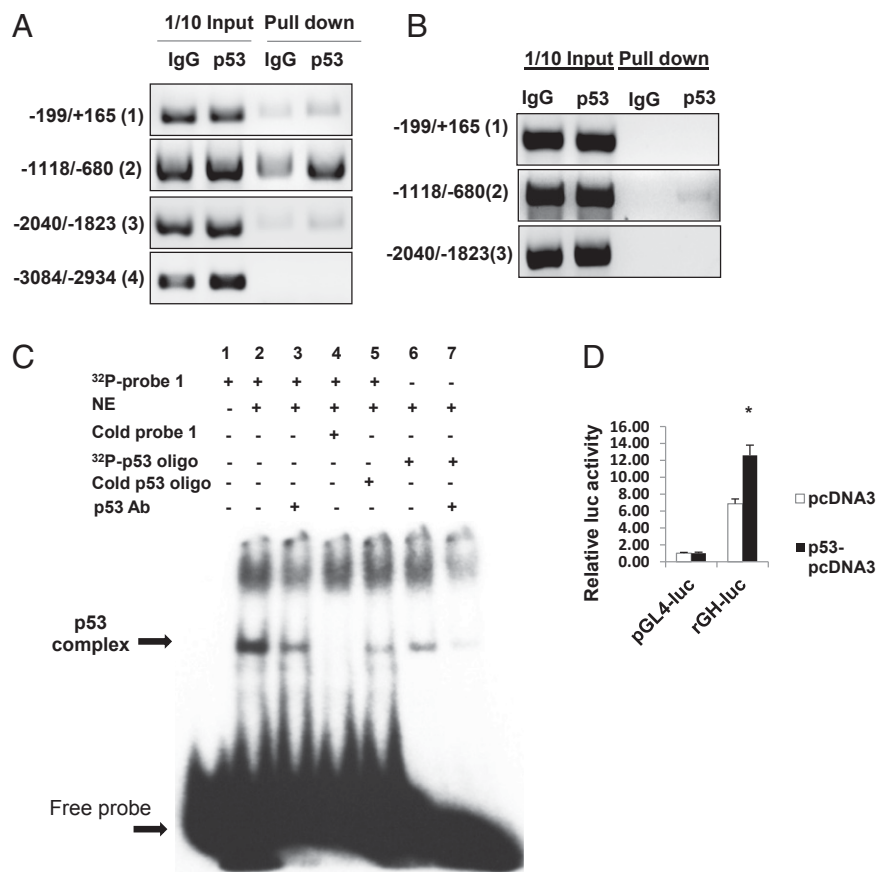 A
1/10 Input Pull down
IgG p53 IgG p53
-199/+165 (1)
-1118/-680 (2)
-2040/-1823 (3)
-3084/-2934 (4)
B
1/10 Input Pull down
IgG p53 IgG p53
-199/+165 (1)
-1118/-680(2)
-2040/-1823(3)
C
1 2 3 4 5 6 7
32P-probe 1 + + + + + - -
NE - + + + + + +
Cold probe 1 +
32P-p53 oligo - - - - - + +
Cold p53 oligo - - - - + - -
p53 Ab - - + - - - +
p53
complex
Free probe
D
*
Relative luc activity
16.00
14.00
12.00
10.00
8.00
6.00
4.00
2.00
0.00
pGL4-luc
rGH-luc
pcDNA3
p53-
pcDNA3